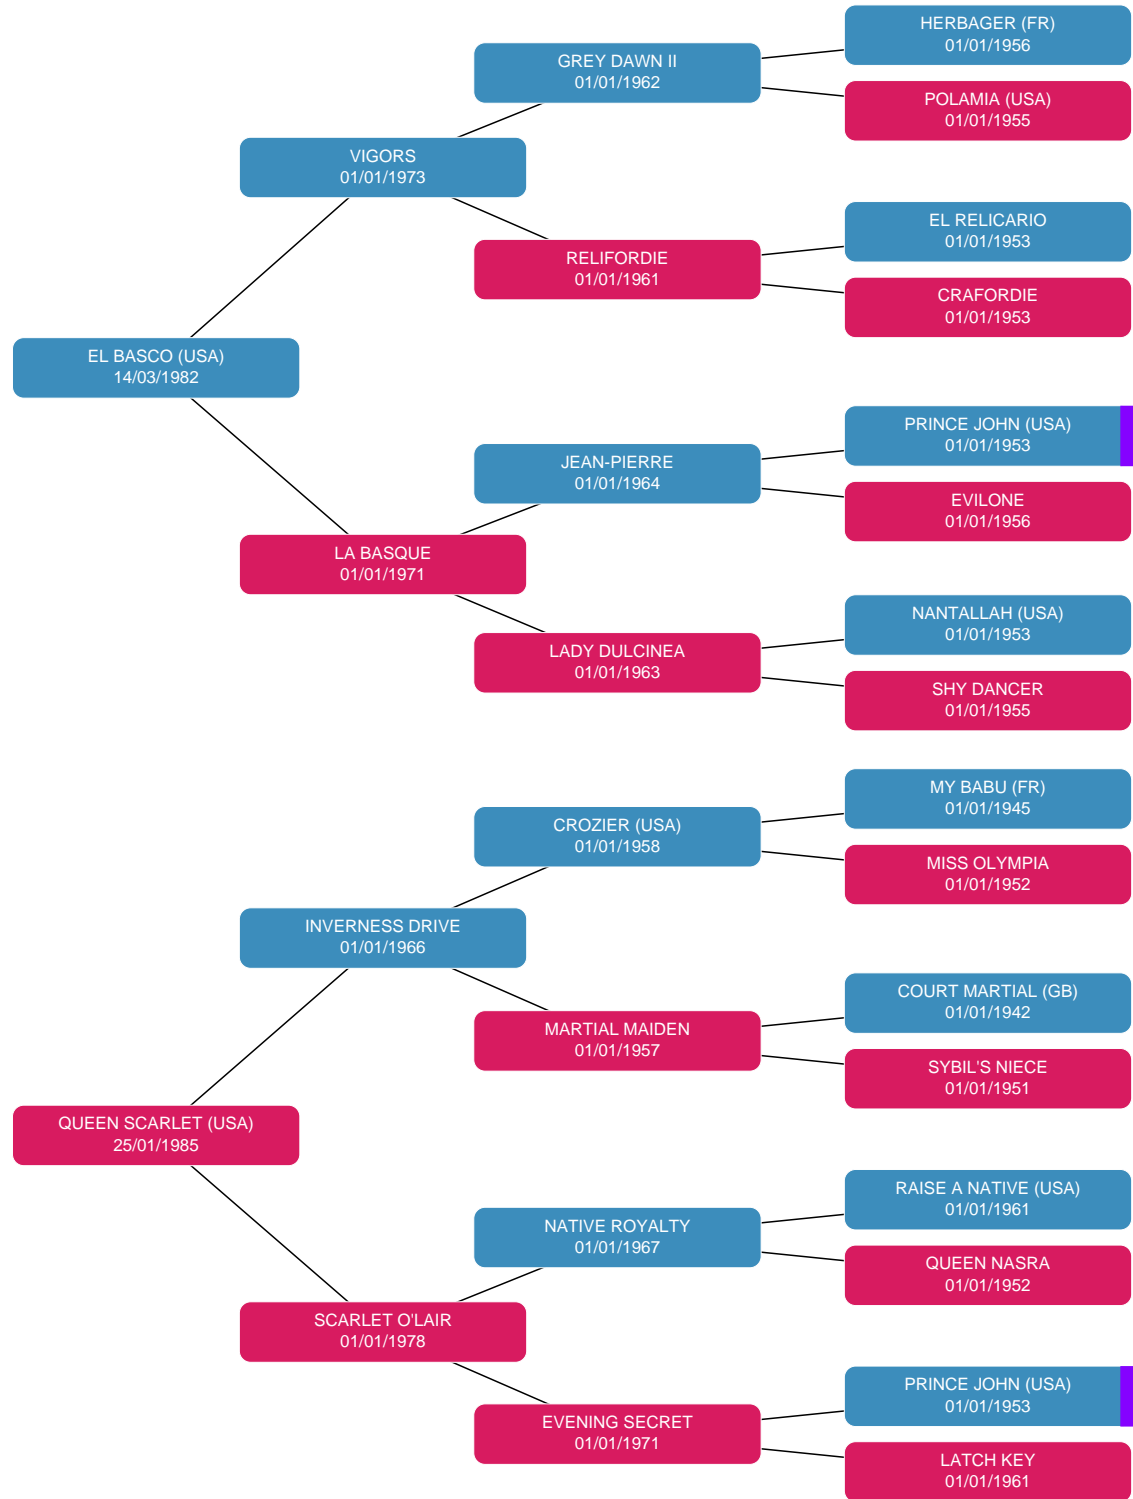 HERBAGER (FR)
01/01/1956
GREY DAWN II
01/01/1962
POLAMIA (USA)
01/01/1955
VIGORS
01/01/1973
EL RELICARIO
01/01/1953
RELIFORDIE
01/01/1961
CRAFORDIE
01/01/1953
EL BASCO (USA)
14/03/1982
PRINCE JOHN (USA)
01/01/1953
JEAN-PIERRE
01/01/1964
EVILONE
01/01/1956
LA BASQUE
01/01/1971
NANTALLAH (USA)
01/01/1953
LADY DULCINEA
01/01/1963
SHY DANCER
01/01/1955
MY BABU (FR)
01/01/1945
CROZIER (USA)
01/01/1958
MISS OLYMPIA
01/01/1952
INVERNESS DRIVE
01/01/1966
COURT MARTIAL (GB)
01/01/1942
MARTIAL MAIDEN
01/01/1957
SYBIL'S NIECE
01/01/1951
QUEEN SCARLET (USA)
25/01/1985
RAISE A NATIVE (USA)
01/01/1961
NATIVE ROYALTY
01/01/1967
QUEEN NASRA
01/01/1952
SCARLET O'LAIR
01/01/1978
PRINCE JOHN (USA)
01/01/1953
EVENING SECRET
01/01/1971
LATCH KEY
01/01/1961